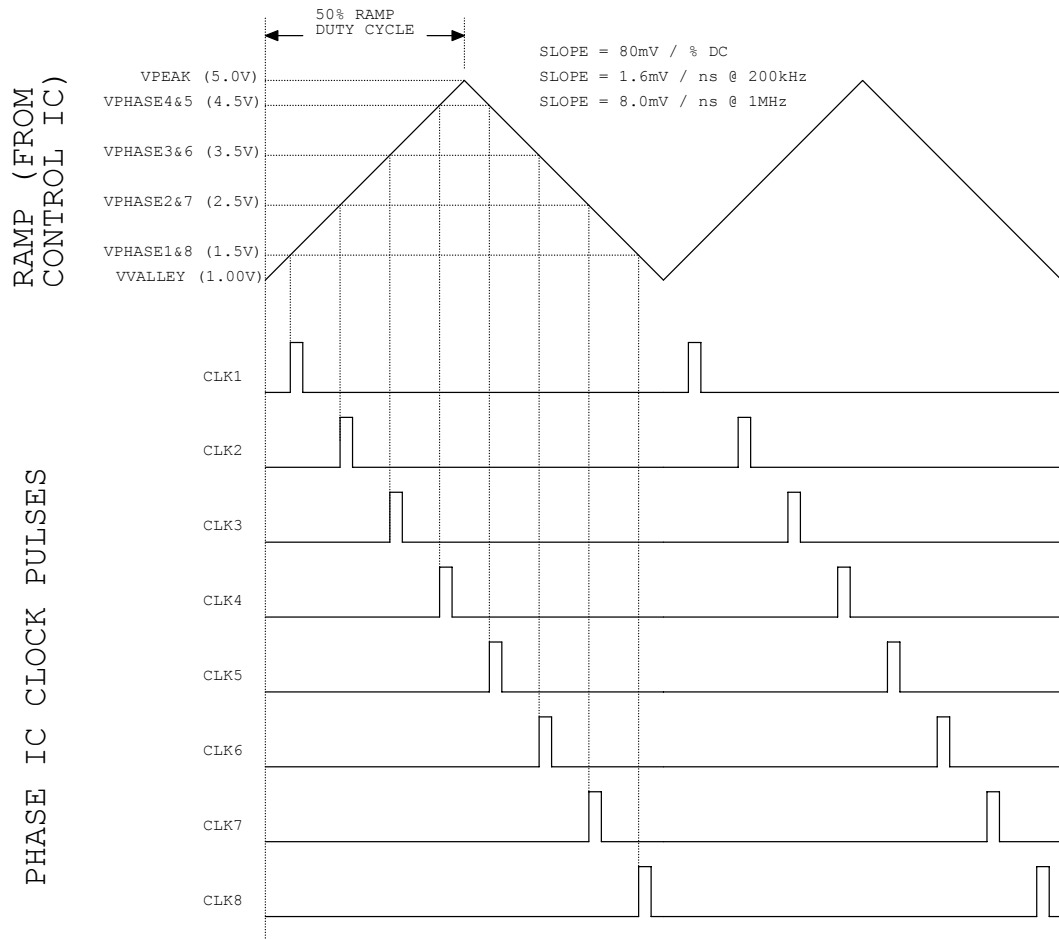 50% RAMP
DUTY CYCLE
SLOPE = 80mV / % DC
SLOPE = 1.6mV / ns @ 200kHz
SLOPE = 8.0mV / ns @ 1MHz
RAMP (FROM
CONTROL IC)
VPEAK (5.0V)
VPHASE4&5 (4.5V)
VPHASE3&6 (3.5V)
VPHASE2&7 (2.5V)
VPHASE1&8 (1.5V)
VVALLEY (1.00V)
PHASE IC CLOCK PULSES
CLK1
CLK2
CLK3
CLK4
CLK5
CLK6
CLK7
CLK8